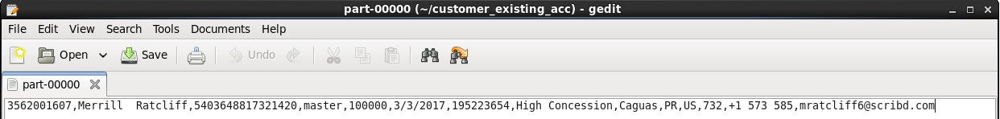 part-00000 (~/customer_existing_acc) - gedit
File Edit View Search Tools Documents Help
Open Save Undo
part-00000
3562001607,Merrill  Ratcliff,5403648817321420,master,100000,3/3/2017,195223654,High Concession,Caguas,PR,US,732,+1 573 585,mratcliff6@scribd.com